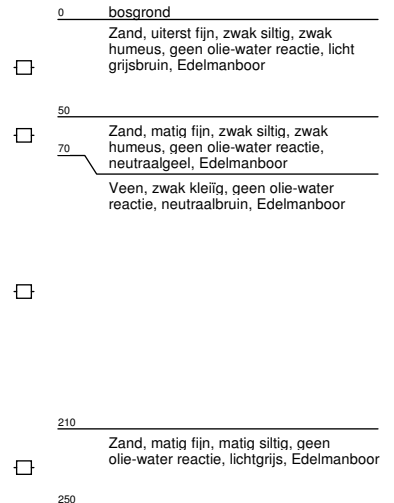 0 bosgrond
Zand, uiterst fijn, zwak siltig, zwak
humeus, geen olie-water reactie, licht
grijsbruin, Edelmanboor
50
Zand, matig fijn, zwak siltig, zwak
humeus, geen olie-water reactie,
neutraalgeel, Edelmanboor
70
Veen, zwak kleiïg, geen olie-water
reactie, neutraalbruin, Edelmanboor
210
Zand, matig fijn, matig siltig, geen
olie-water reactie, lichtgrijs, Edelmanboor
250